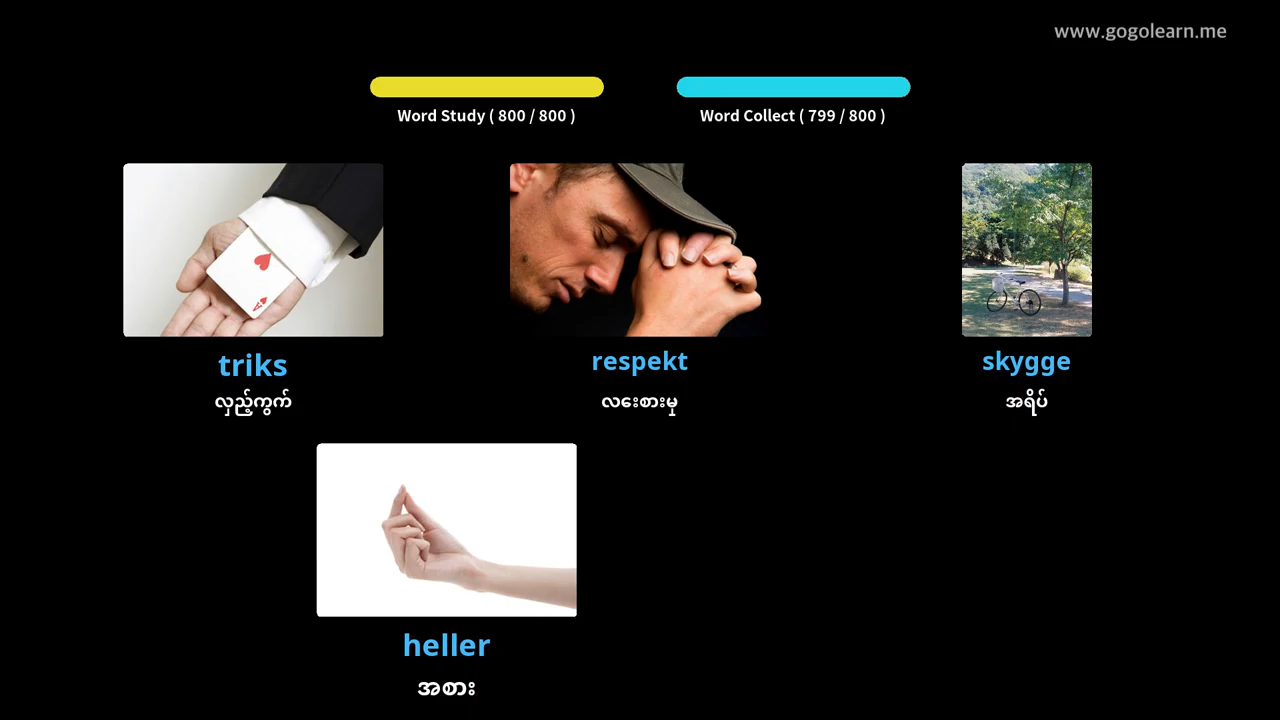 www.gogolearn.me
Word Study ( 800 / 800 )
Word Collect ( 799 / 800 )
triks
respekt
skygge
လှည့်ကွက်
လေးစားမှု
အရိပ်
heller
အစား